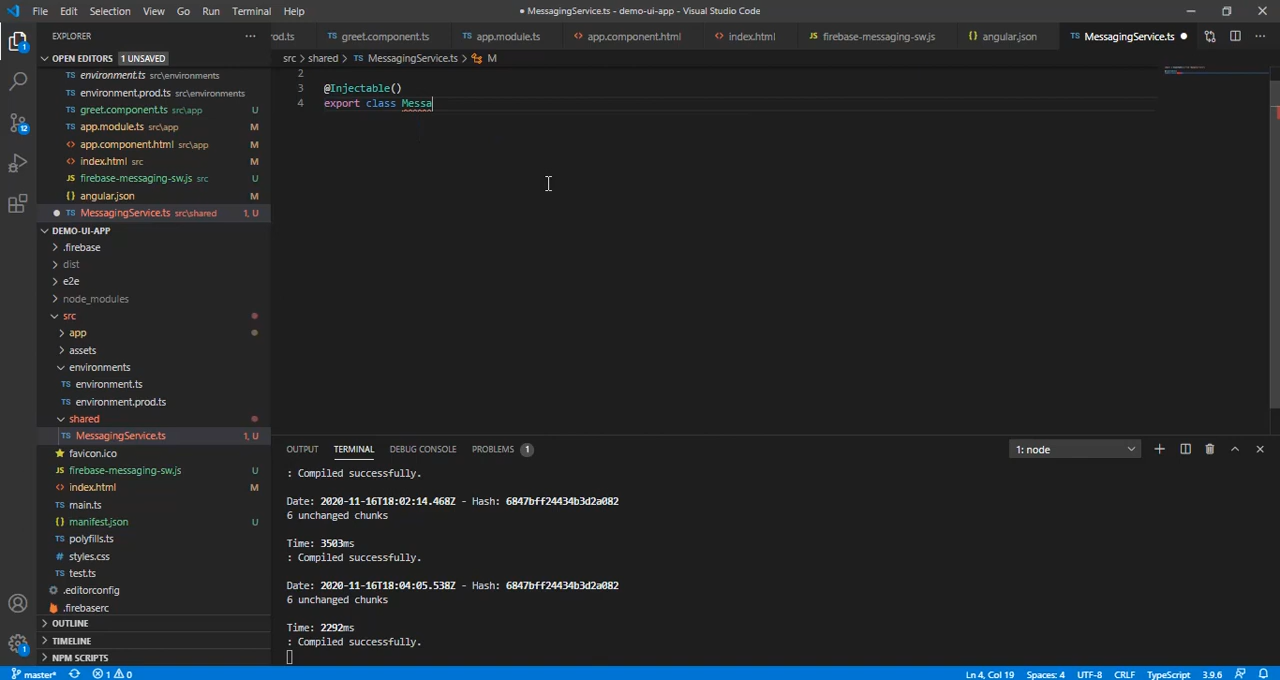 File Edit Selection View Go Run Terminal Help
● MessagingService.ts - demo-ui-app - Visual Studio Code
EXPLORER
od.ts greet.component.ts app.module.ts app.component.html index.html firebase-messaging-sw.js angular.json MessagingService.ts
OPEN EDITORS 1 UNSAVED
src > shared > MessagingService.ts > M
environment.ts src\environments
environment.prod.ts src\environments
greet.component.ts src\app U
app.module.ts src\app M
app.component.html src\app M
index.html src M
firebase-messaging-sw.js src U
angular.json M
MessagingService.ts src\shared 1, U
DEMO-UI-APP
.firebase
dist
e2e
node_modules
src
app
assets
environments
environment.ts
environment.prod.ts
shared
MessagingService.ts 1, U
favicon.ico
firebase-messaging-sw.js U
index.html M
main.ts
manifest.json U
polyfills.ts
styles.css
test.ts
.editorconfig
.firebaserc
OUTLINE
TIMELINE
NPM SCRIPTS
2
3 @Injectable()
4 export class Messa
OUTPUT TERMINAL DEBUG CONSOLE PROBLEMS 1
1: node
: Compiled successfully.
Date: 2020-11-16T18:02:14.468Z - Hash: 6847bff24434b3d2a082
6 unchanged chunks
Time: 3503ms
: Compiled successfully.
Date: 2020-11-16T18:04:05.538Z - Hash: 6847bff24434b3d2a082
6 unchanged chunks
Time: 2292ms
: Compiled successfully.
master* 1 0
Ln 4, Col 19 Spaces: 4 UTF-8 CRLF TypeScript 3.9.6